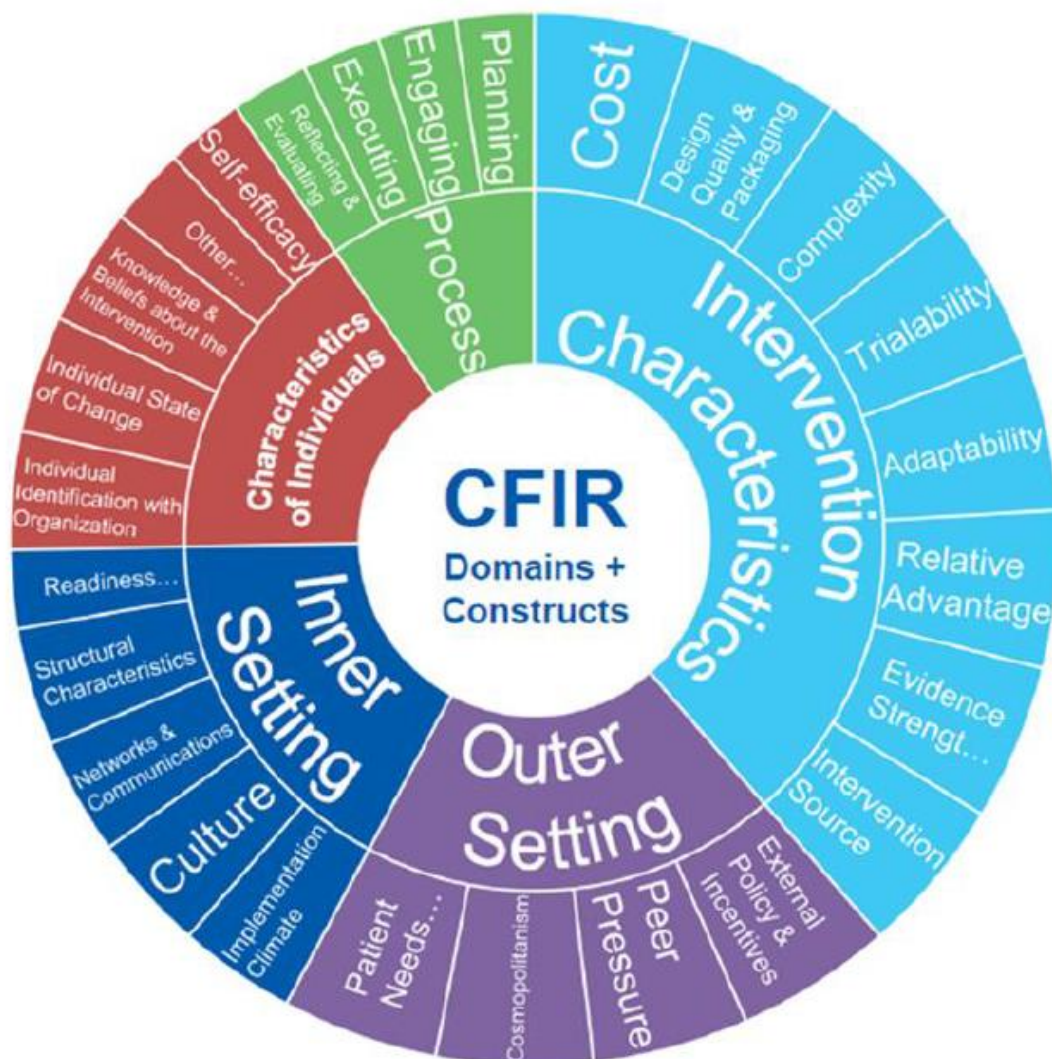 CFIR
Domains +
Constructs
Intervention
Characteristics
Cost
Design
Quality &
Packaging
Complexity
Trialability
Adaptability
Relative
Advantage
Evidence
Strengt...
Intervention
Source
Outer
Setting
External
Policy &
Incentives
Peer
Pressure
Cosmopolitanism
Patient
Needs...
Inner
Setting
Implementation
Climate
Culture
Networks &
Communications
Structural
Characteristics
Readiness...
Characteristics
of Individuals
Individual
Identification with
Organization
Individual State
of Change
Knowledge &
Beliefs about the
Intervention
Other...
Self-efficacy
Process
Reflecting &
Evaluating
Executing
Engaging
Planning